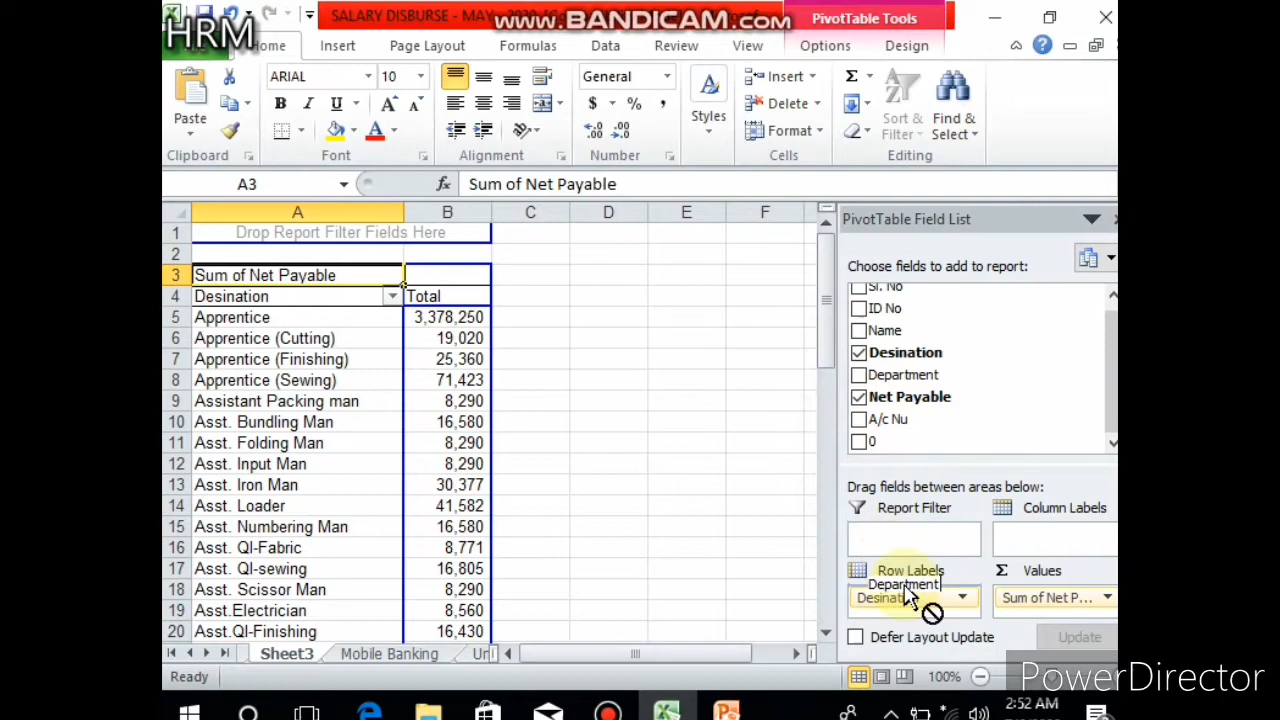 SALARY DISBURSE - MAY
www.BANDICAM.com
PivotTable Tools
HRM
Home
Insert
Page Layout
Formulas
Data
Review
View
Options
Design
Paste
ARIAL
10
General
Styles
Insert
Delete
Format
Sort & Filter
Find & Select
Clipboard
Font
Alignment
Number
Cells
Editing
A3
fx
Sum of Net Payable
PivotTable Field List
A B C D E F
1 Drop Report Filter Fields Here
2
3 Sum of Net Payable
4 Desination Total
5 Apprentice 3,378,250
6 Apprentice (Cutting) 19,020
7 Apprentice (Finishing) 25,360
8 Apprentice (Sewing) 71,423
9 Assistant Packing man 8,290
10 Asst. Bundling Man 16,580
11 Asst. Folding Man 8,290
12 Asst. Input Man 8,290
13 Asst. Iron Man 30,377
14 Asst. Loader 41,582
15 Asst. Numbering Man 16,580
16 Asst. QI-Fabric 8,771
17 Asst. QI-sewing 16,805
18 Asst. Scissor Man 8,290
19 Asst.Electrician 8,560
20 Asst.QI-Finishing 16,430
Choose fields to add to report:
Sl. No
ID No
Name
Desination
Department
Net Payable
A/c Nu
0
Drag fields between areas below:
Report Filter
Column Labels
Row Labels
Σ Values
Department
Sum of Net P...
Defer Layout Update
Update
Sheet3
Mobile Banking
Ready
100%
PowerDirector
2:52 AM